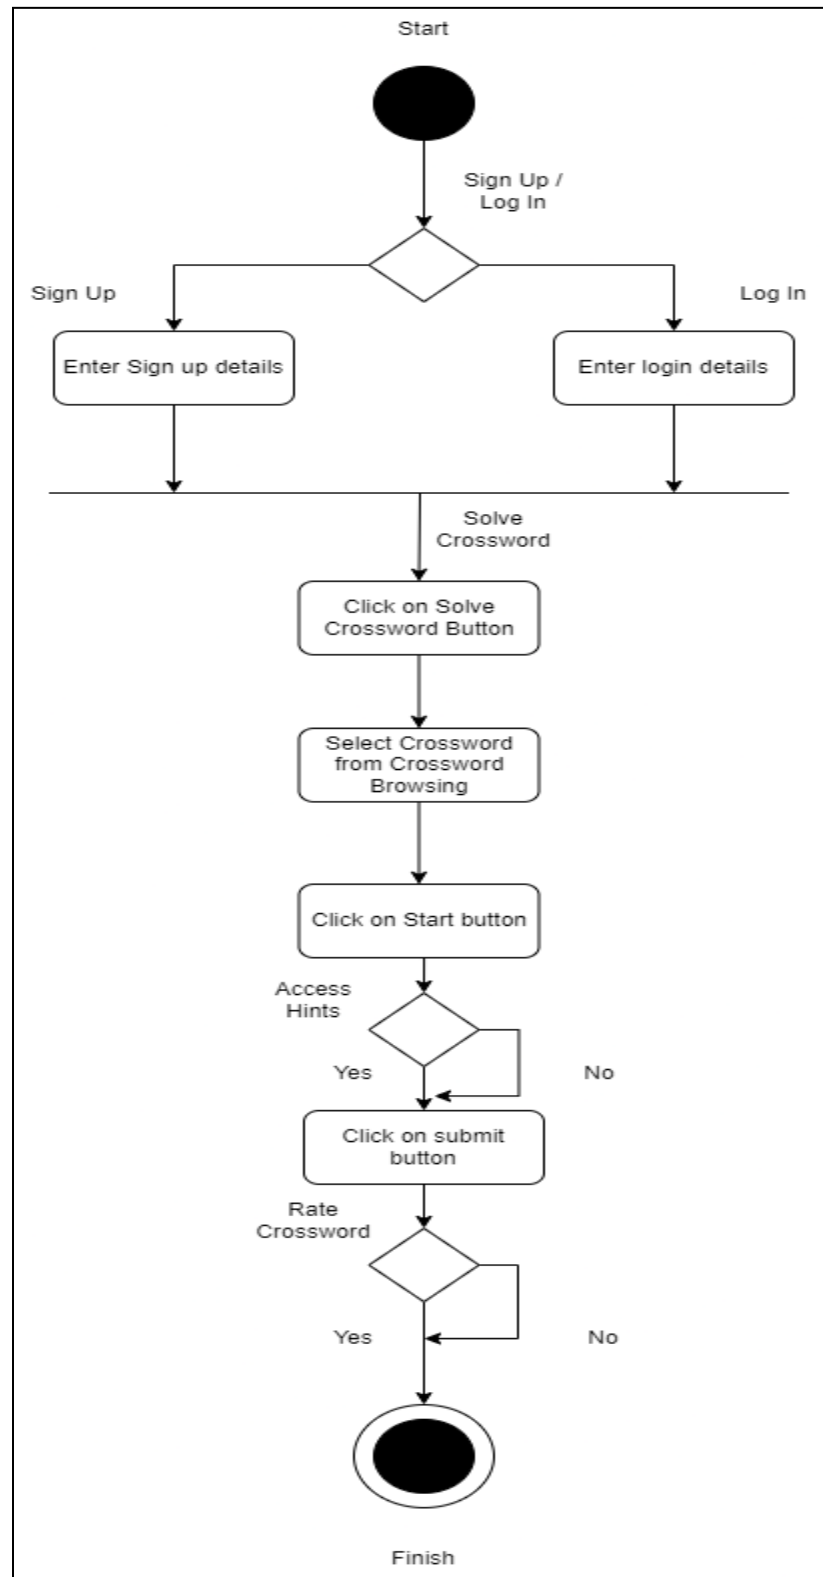 Start
Sign Up /
Log In
Sign Up
Log In
Enter Sign up details
Enter login details
Solve
Crossword
Click on Solve
Crossword Button
Select Crossword
from Crossword
Browsing
Click on Start button
Access
Hints
Yes
No
Click on submit
button
Rate
Crossword
Yes
No
Finish